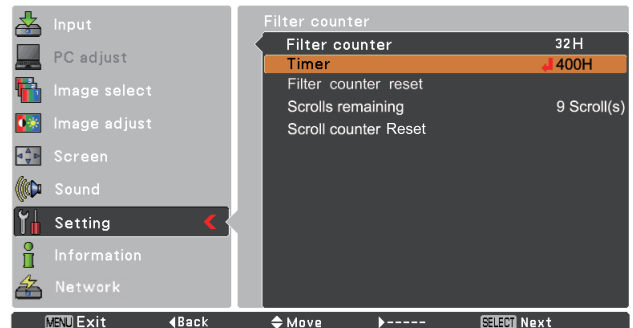 Input
PC adjust
Image select
Image adjust
Screen
Sound
Setting
Information
Network
Filter counter
Filter counter 32H
Timer 400H
Filter counter reset
Scrolls remaining 9 Scroll(s)
Scroll counter Reset
MENU Exit Back Move ----- SELECT Next